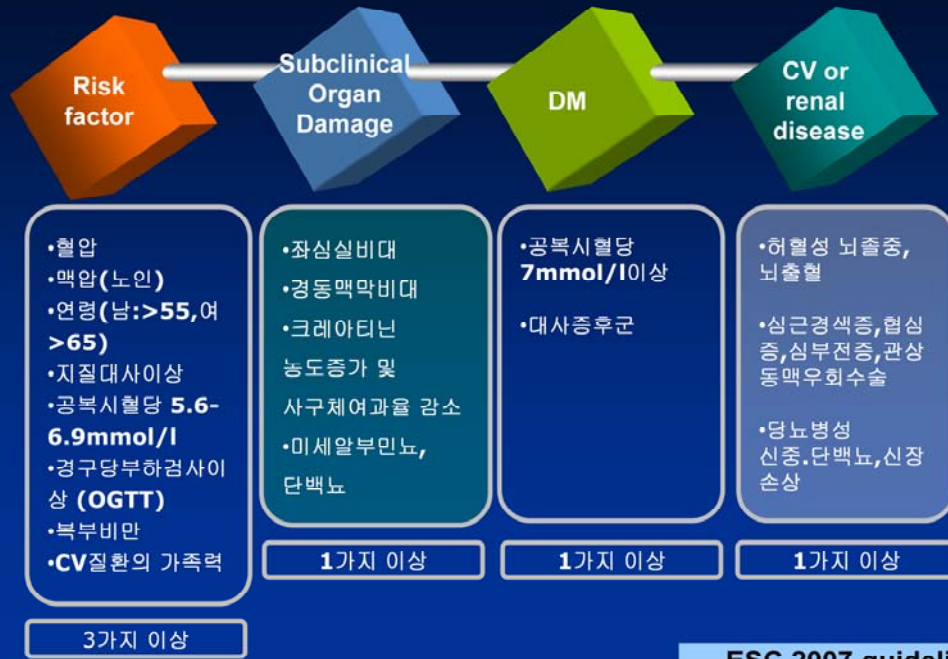 Risk
factor
Subclinical
Organ
Damage
DM
CV or
renal
disease
•혈압
•맥압(노인)
•연령(남:>55,여
>65)
•지질대사이상
•공복시혈당 5.6-
6.9mmol/l
•경구당부하검사이
상 (OGTT)
•복부비만
•CV질환의 가족력
3가지 이상
•좌심실비대
•경동맥막비대
•크레아티닌
농도증가 및
사구체여과율 감소
•미세알부민뇨,
단백뇨
1가지 이상
•공복시혈당
7mmol/l이상
•대사증후군
1가지 이상
•허혈성 뇌졸중,
뇌출혈
•심근경색증,협심
증,심부전증,관상
동맥우회수술
•당뇨병성
신중.단백뇨,신장
손상
1가지 이상
ESC 2007